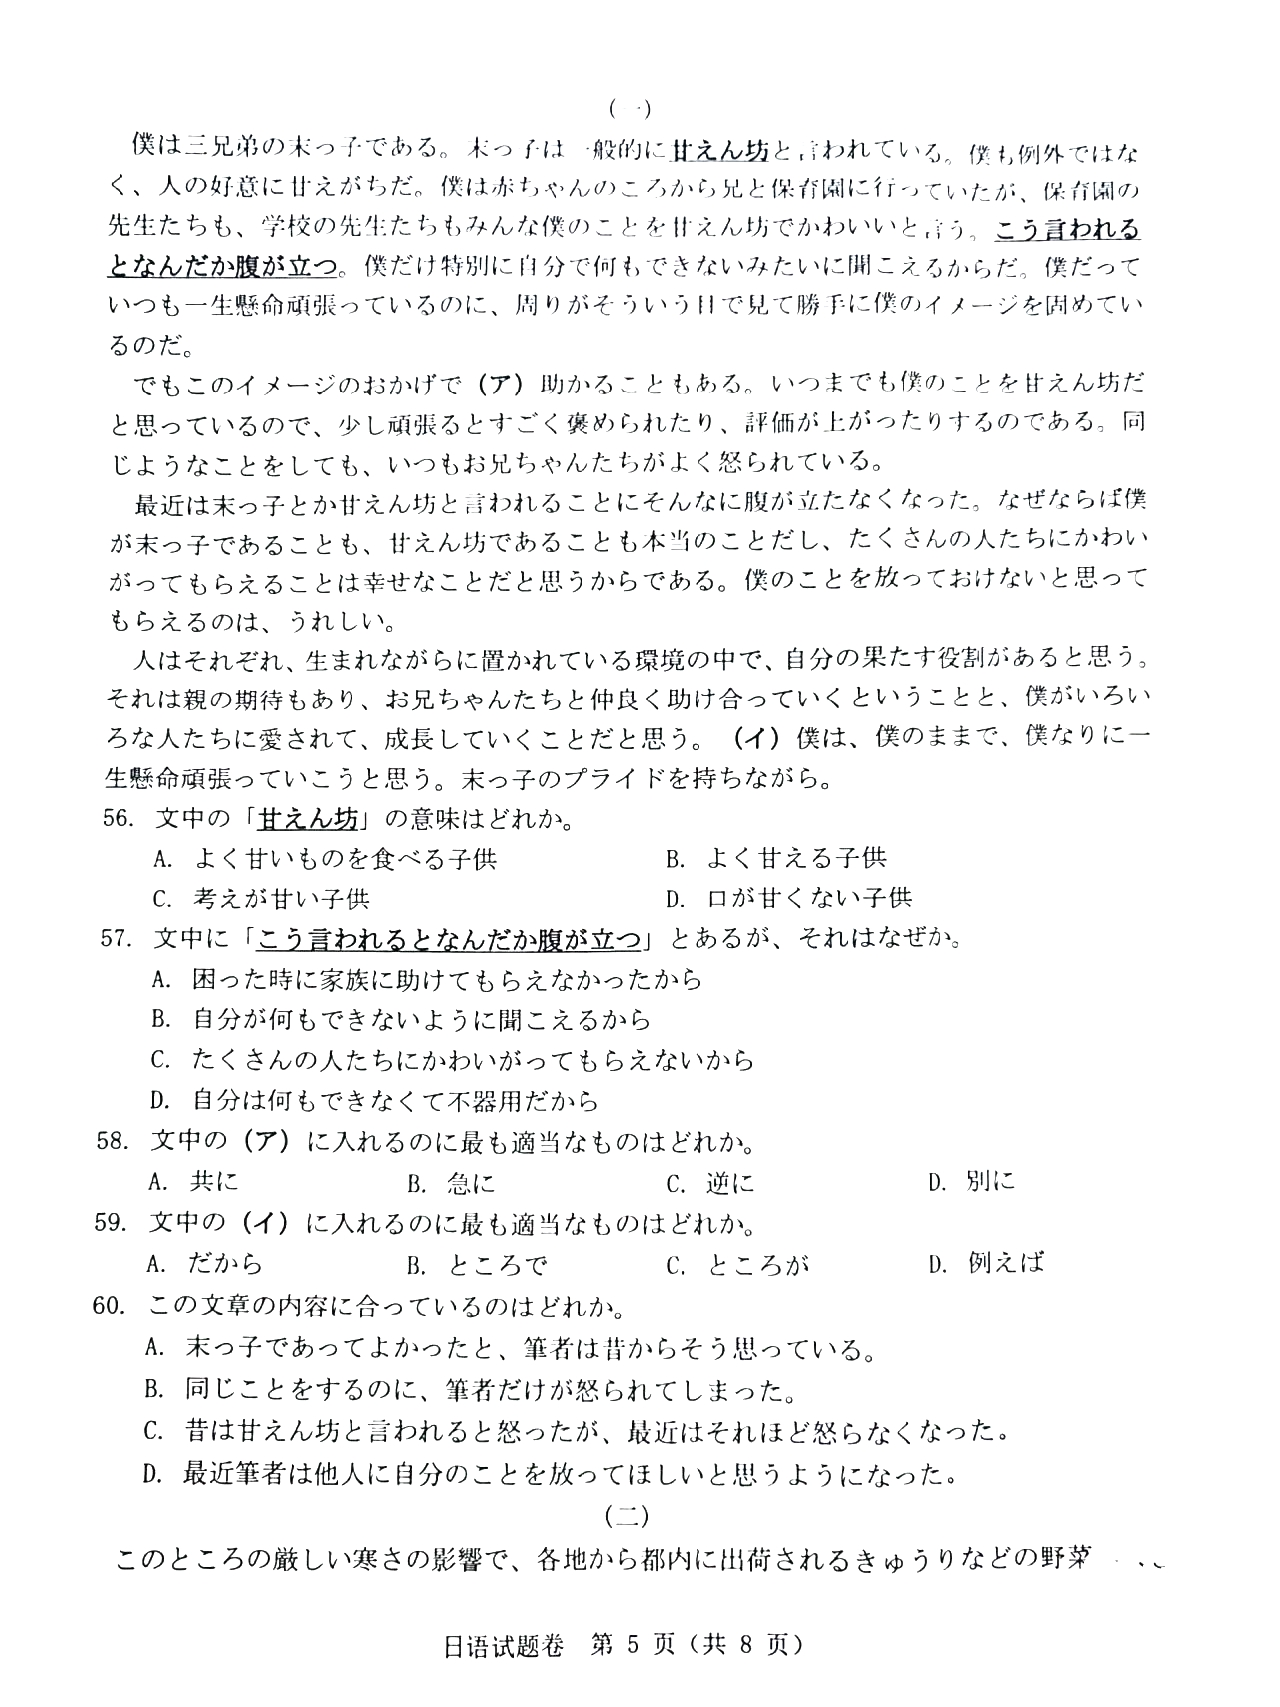 （一）
僕は三兄弟の末っ子である。末っ子は一般的に甘えん坊と言われている。僕も例外ではな
く、人の好意に甘えがちだ。僕は赤ちゃんのころから兄と保育園に行っていたが、保育園の
先生たちも、学校の先生たちもみんな僕のことを甘えん坊でかわいいと言う。こう言われる
となんだか腹が立つ。僕だけ特別に自分で何もできないみたいに聞こえるからだ。僕だって
いつも一生懸命頑張っているのに、周りがそういう目で見て勝手に僕のイメージを固めてい
るのだ。
でもこのイメージのおかげで（ア）助かることもある。いつまでも僕のことを甘えん坊だ
と思っているので、少し頑張るとすごく褒められたり、評価が上がったりするのである。同
じようなことをしても、いつもお兄ちゃんたちがよく怒られている。
最近は末っ子とか甘えん坊と言われることにそんなに腹が立たなくなった。なぜならば僕
が末っ子であることも、甘えん坊であることも本当のことだし、たくさんの人たちにかわい
がってもらえることは幸せなことだと思うからである。僕のことを放っておけないと思って
もらえるのは、うれしい。
人はそれぞれ、生まれながらに置かれている環境の中で、自分の果たす役割があると思う。
それは親の期待もあり、お兄ちゃんたちと仲良く助け合っていくということと、僕がいろい
ろな人たちに愛されて、成長していくことだと思う。（イ）僕は、僕のままで、僕なりに一
生懸命頑張っていこうと思う。末っ子のプライドを持ちながら。
56. 文中の「甘えん坊」の意味はどれか。
A. よく甘いものを食べる子供 B. よく甘える子供
C. 考えが甘い子供 D. 口が甘くない子供
57. 文中に「こう言われるとなんだか腹が立つ」とあるが、それはなぜか。
A. 困った時に家族に助けてもらえなかったから
B. 自分が何もできないように聞こえるから
C. たくさんの人たちにかわいがってもらえないから
D. 自分は何もできなくて不器用だから
58. 文中の（ア）に入れるのに最も適当なものはどれか。
A. 共に B. 急に C. 逆に D. 別に
59. 文中の（イ）に入れるのに最も適当なものはどれか。
A. だから B. ところで C. ところが D. 例えば
60. この文章の内容に合っているのはどれか。
A. 末っ子であってよかったと、筆者は昔からそう思っている。
B. 同じことをするのに、筆者だけが怒られてしまった。
C. 昔は甘えん坊と言われると怒ったが、最近はそれほど怒らなくなった。
D. 最近筆者は他人に自分のことを放ってほしいと思うようになった。
（二）
このところの厳しい寒さの影響で、各地から都内に出荷されるきゅうりなどの野菜
日语试题卷 第 5 页（共 8 页）